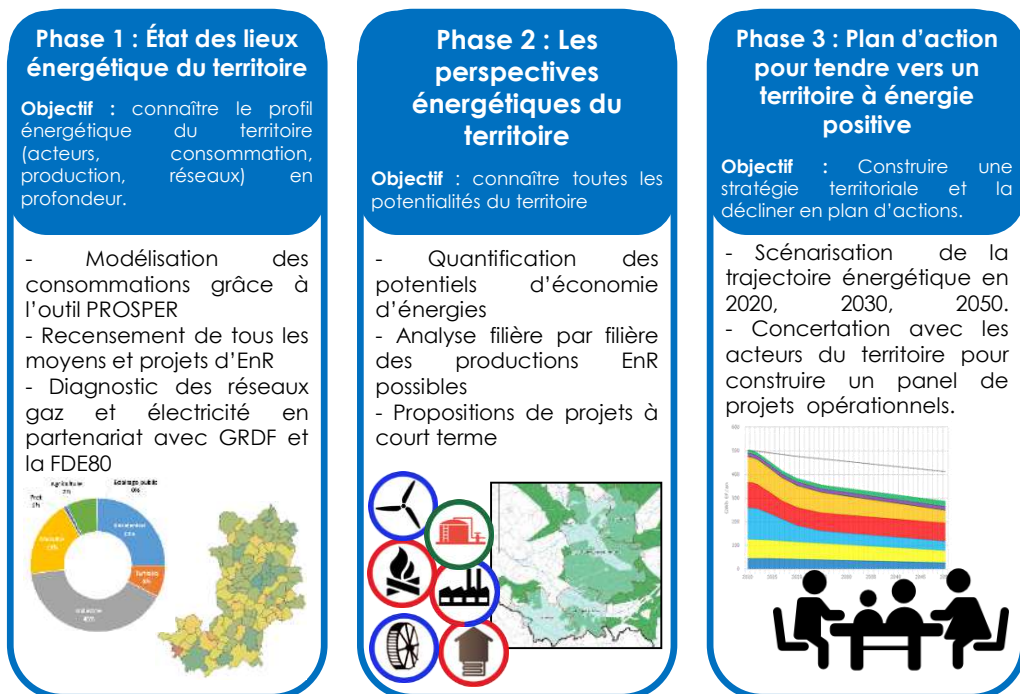 Phase 1 : État des lieux
énergétique du territoire
Objectif : connaître le profil
énergétique du territoire
(acteurs, consommation,
production, réseaux) en
profondeur.
- Modélisation des
consommations grâce à
l'outil PROSPER
- Recensement de tous les
moyens et projets d'EnR
- Diagnostic des réseaux
gaz et électricité en
partenariat avec GRDF et
la FDE80
Agriculture
Eclairage public
0%
Industrie
Phase 2 : Les
perspectives
énergétiques du
territoire
Objectif : connaître toutes les
potentialités du territoire
- Quantification des
potentiels d'économie
d'énergies
- Analyse filière par filière
des productions EnR
possibles
- Propositions de projets à
court terme
Phase 3 : Plan d'action
pour tendre vers un
territoire à énergie
positive
Objectif : Construire une
stratégie territoriale et la
décliner en plan d'actions.
- Scénarisation de la
trajectoire énergétique en
2020, 2030, 2050.
- Concertation avec les
acteurs du territoire pour
construire un panel de
projets opérationnels.